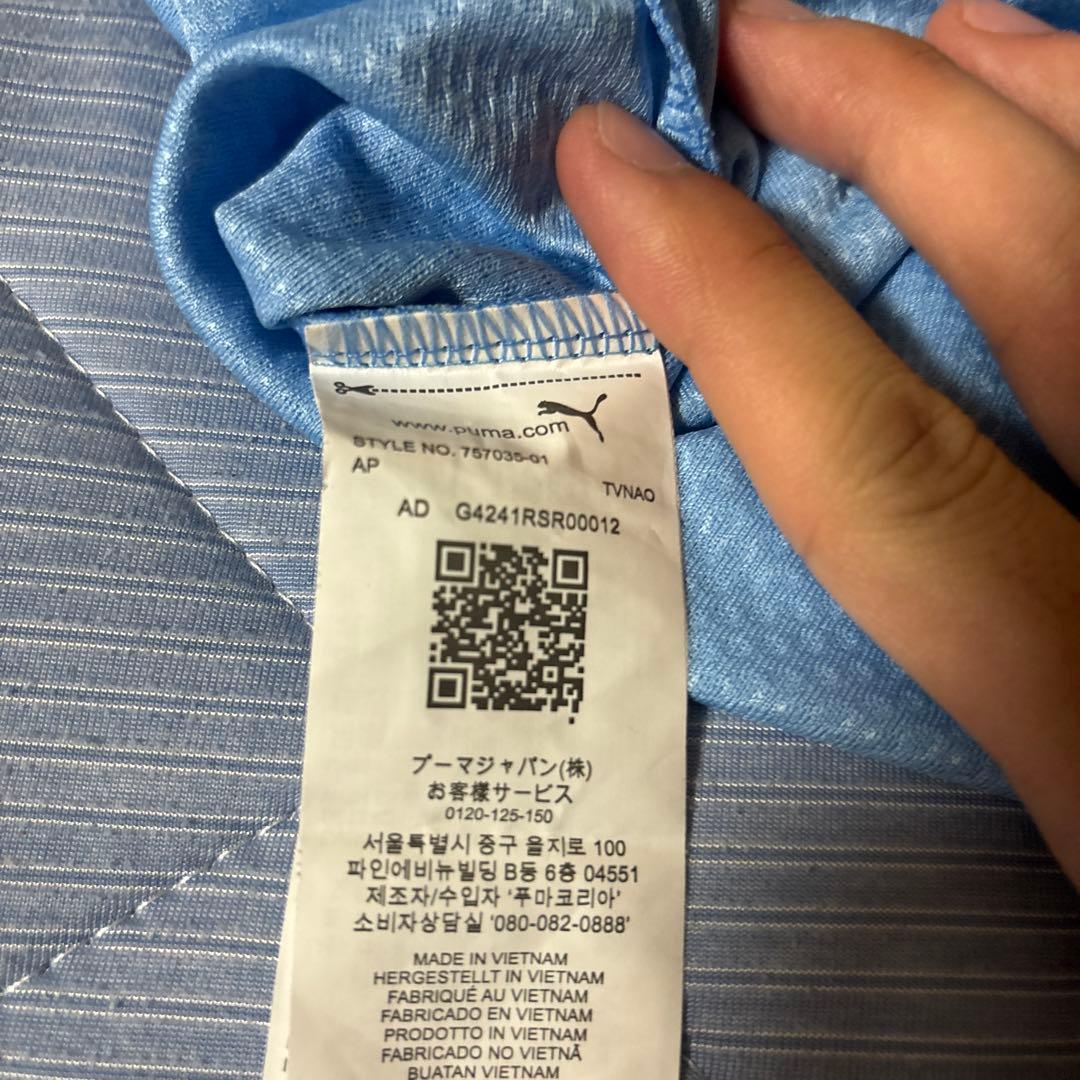 www.puma.com
STYLE NO. 757035-01
AP
TVNAO
AD G4241RSR00012
プーマジャパン(株)
お客様サービス
0120-125-150
서울특별시 중구 을지로 100
파인에비뉴빌딩 B동 6층 04551
제조자/수입자 '푸마코리아'
소비자상담실 '080-082-0888'
MADE IN VIETNAM
HERGESTELLT IN VIETNAM
FABRIQUÉ AU VIETNAM
FABRICADO EN VIETNAM
PRODOTTO IN VIETNAM
FABRICADO NO VIETNÃ
BUATAN VIETNAM